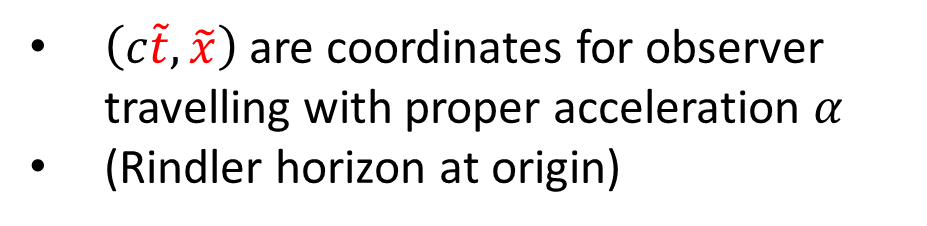 • (ct̃, x̃) are coordinates for observer
travelling with proper acceleration α
• (Rindler horizon at origin)